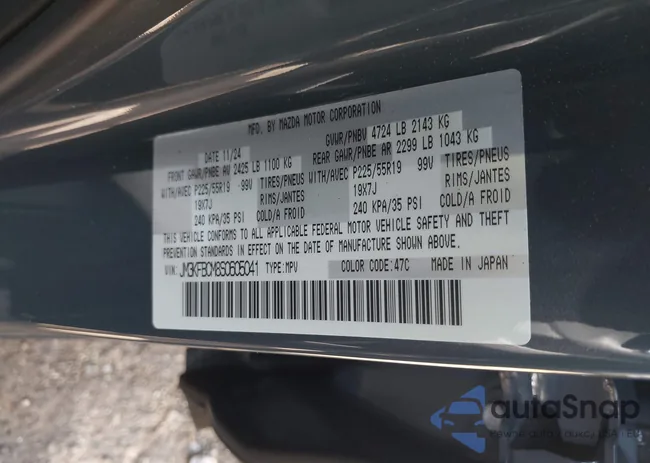 MFD. BY MAZDA MOTOR CORPORATION
DATE 11/24 GVWR/PNBV 4724 LB 2143 KG
FRONT GAWR/PNBE AV 2425 LB 1100 KG REAR GAWR/PNBE AR 2299 LB 1043 KG
WITH/AVEC P225/55R19 99V TIRES/PNEUS WITH/AVEC P225/55R19 99V TIRES/PNEUS
19X7J RIMS/JANTES 19X7J RIMS/JANTES
240 KPA/35 PSI COLD/A FROID 240 KPA/35 PSI COLD/A FROID
THIS VEHICLE CONFORMS TO ALL APPLICABLE FEDERAL MOTOR VEHICLE SAFETY AND THEFT
PREVENTION STANDARDS IN EFFECT ON THE DATE OF MANUFACTURE SHOWN ABOVE.
VIN: JM3KFBCM8S0605041 TYPE: MPV COLOR CODE: 47C MADE IN JAPAN
autoSnap